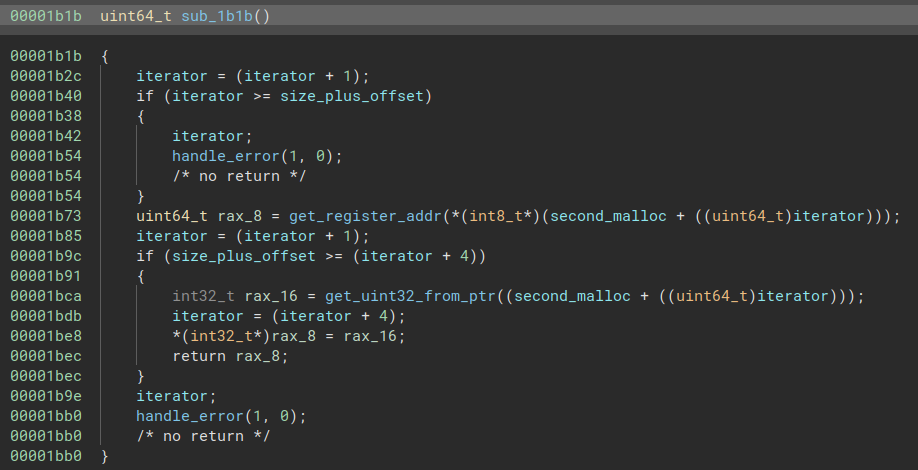 00001b1b uint64_t sub_1b1b()
00001b1b {
00001b2c iterator = (iterator + 1);
00001b40 if (iterator >= size_plus_offset)
00001b38 {
00001b42 iterator;
00001b54 handle_error(1, 0);
00001b54 /* no return */
00001b54 }
00001b73 uint64_t rax_8 = get_register_addr(*(int8_t*)(second_malloc + ((uint64_t)iterator)));
00001b85 iterator = (iterator + 1);
00001b9c if (size_plus_offset >= (iterator + 4))
00001b91 {
00001bca int32_t rax_16 = get_uint32_from_ptr((second_malloc + ((uint64_t)iterator)));
00001bdb iterator = (iterator + 4);
00001be8 *(int32_t*)rax_8 = rax_16;
00001bec return rax_8;
00001bec }
00001b9e iterator;
00001bb0 handle_error(1, 0);
00001bb0 /* no return */
00001bb0 }